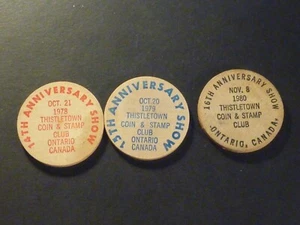 14TH ANNIVERSARY SHOW
OCT. 21
1978
THISTLETOWN
COIN & STAMP
CLUB
ONTARIO
CANADA
15TH ANNIVERSARY SHOW
OCT. 20
1979
THISTLETOWN
COIN & STAMP
CLUB
ONTARIO
CANADA
16TH ANNIVERSARY SHOW
NOV. 8
1980
THISTLETOWN
COIN & STAMP
CLUB
ONTARIO, CANADA.